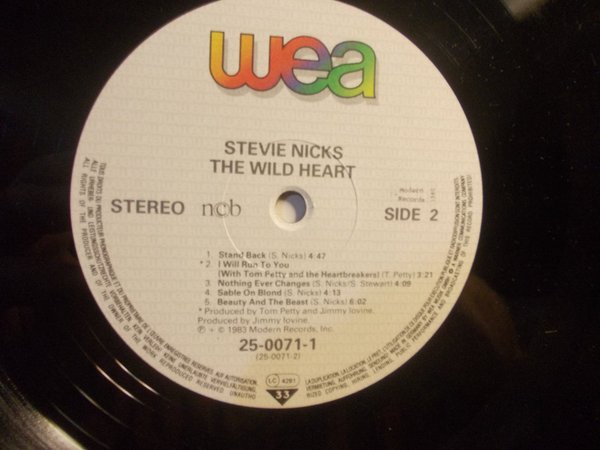 wea
STEVIE NICKS
THE WILD HEART
Modern
Records
STEREO ncb
SIDE 2
1. Stand Back (S. Nicks) 4:47
* 2. I Will Run To You
(With Tom Petty and the Heartbreakers) (T. Petty) 3:21
3. Nothing Ever Changes (S. Nicks/S. Stewart) 4:09
4. Sable On Blond (S. Nicks) 4:13
5. Beauty And The Beast (S. Nicks) 6:02
* Produced by Tom Petty and Jimmy Iovine.
Produced by Jimmy Iovine.
℗ + © 1983 Modern Records, Inc.
25-0071-1
(25-0071-2)
LC 4281
33
ALL RIGHTS OF THE PRODUCER AND OF THE OWNER OF THE WORK REPRODUCED RESERVED